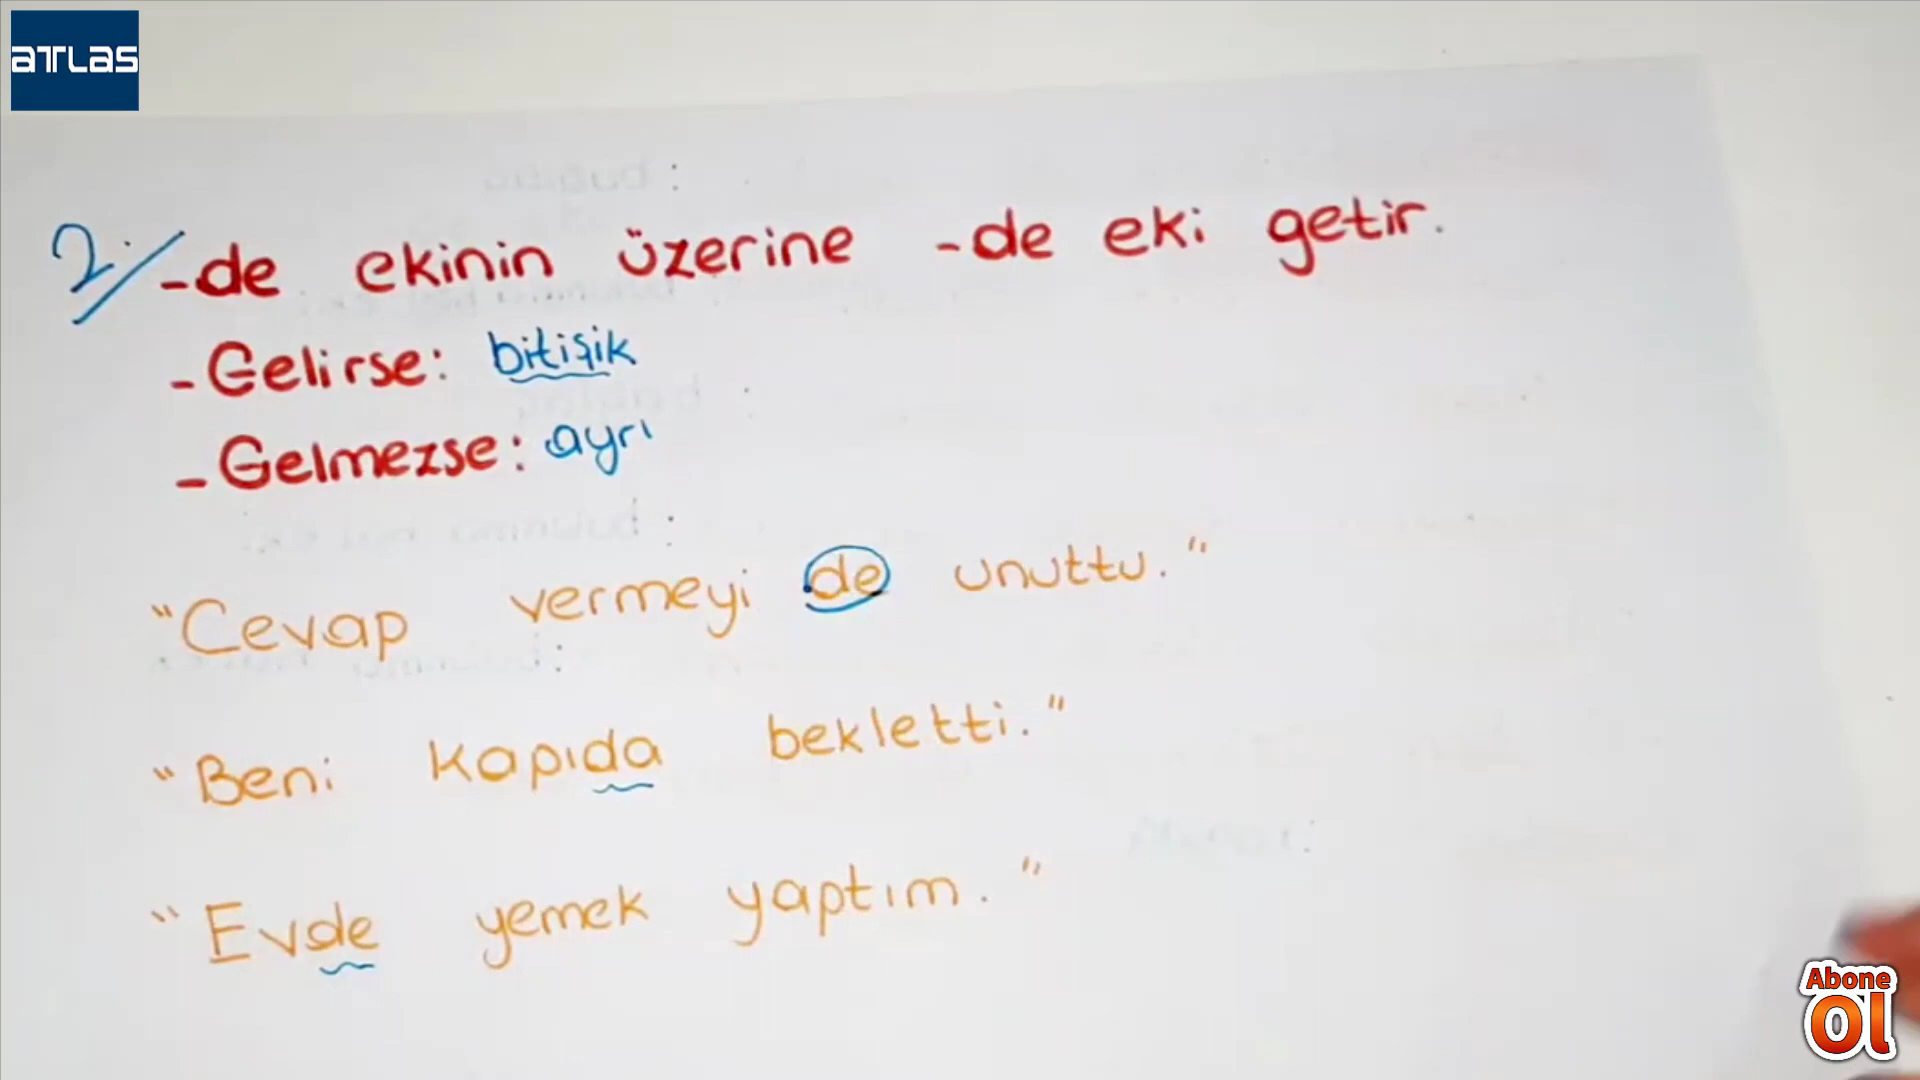 ATLAS
2/ -de ekinin üzerine -de eki getir.
- Gelirse: bitişik
- Gelmezse: ayrı
"Cevap vermeyi de unuttu."
"Beni kapıda bekletti."
"Evde yemek yaptım."
Abone
Ol